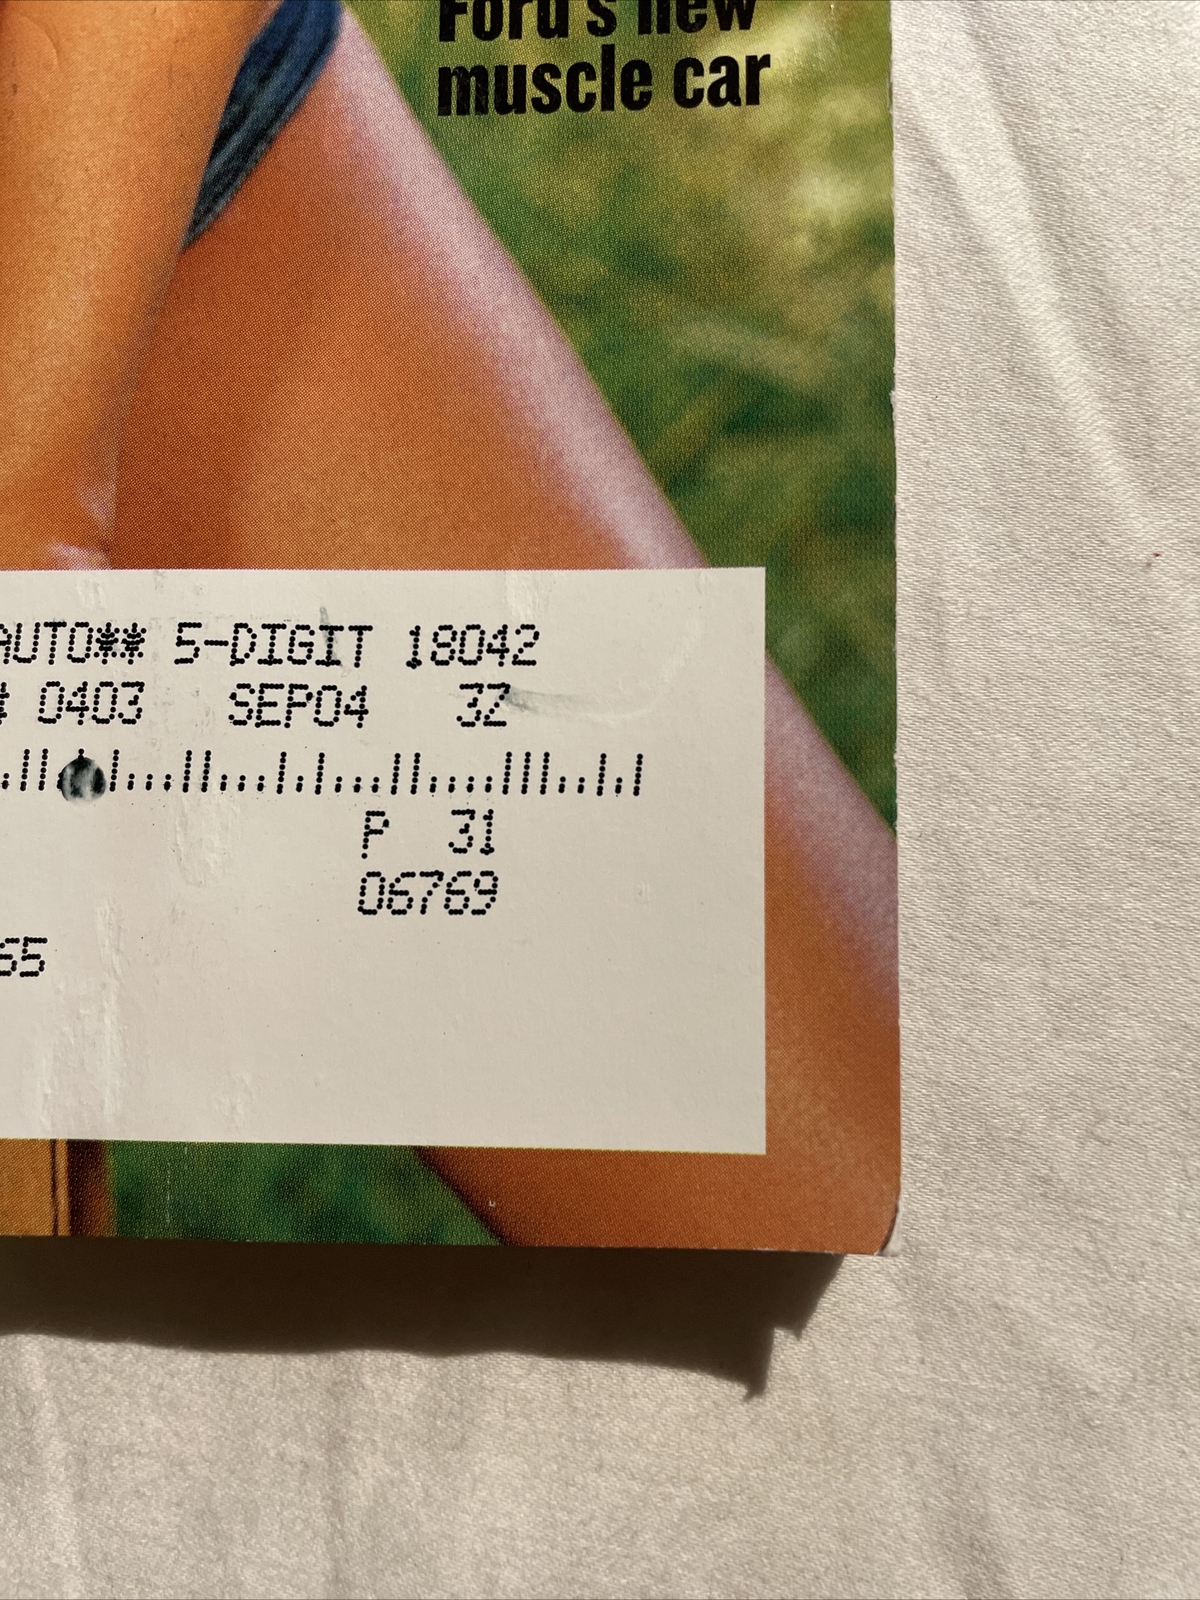 Ford's new
muscle car
AUTO** 5-DIGIT 18042
# 0403 SEP04 3Z
P 31
06769
65